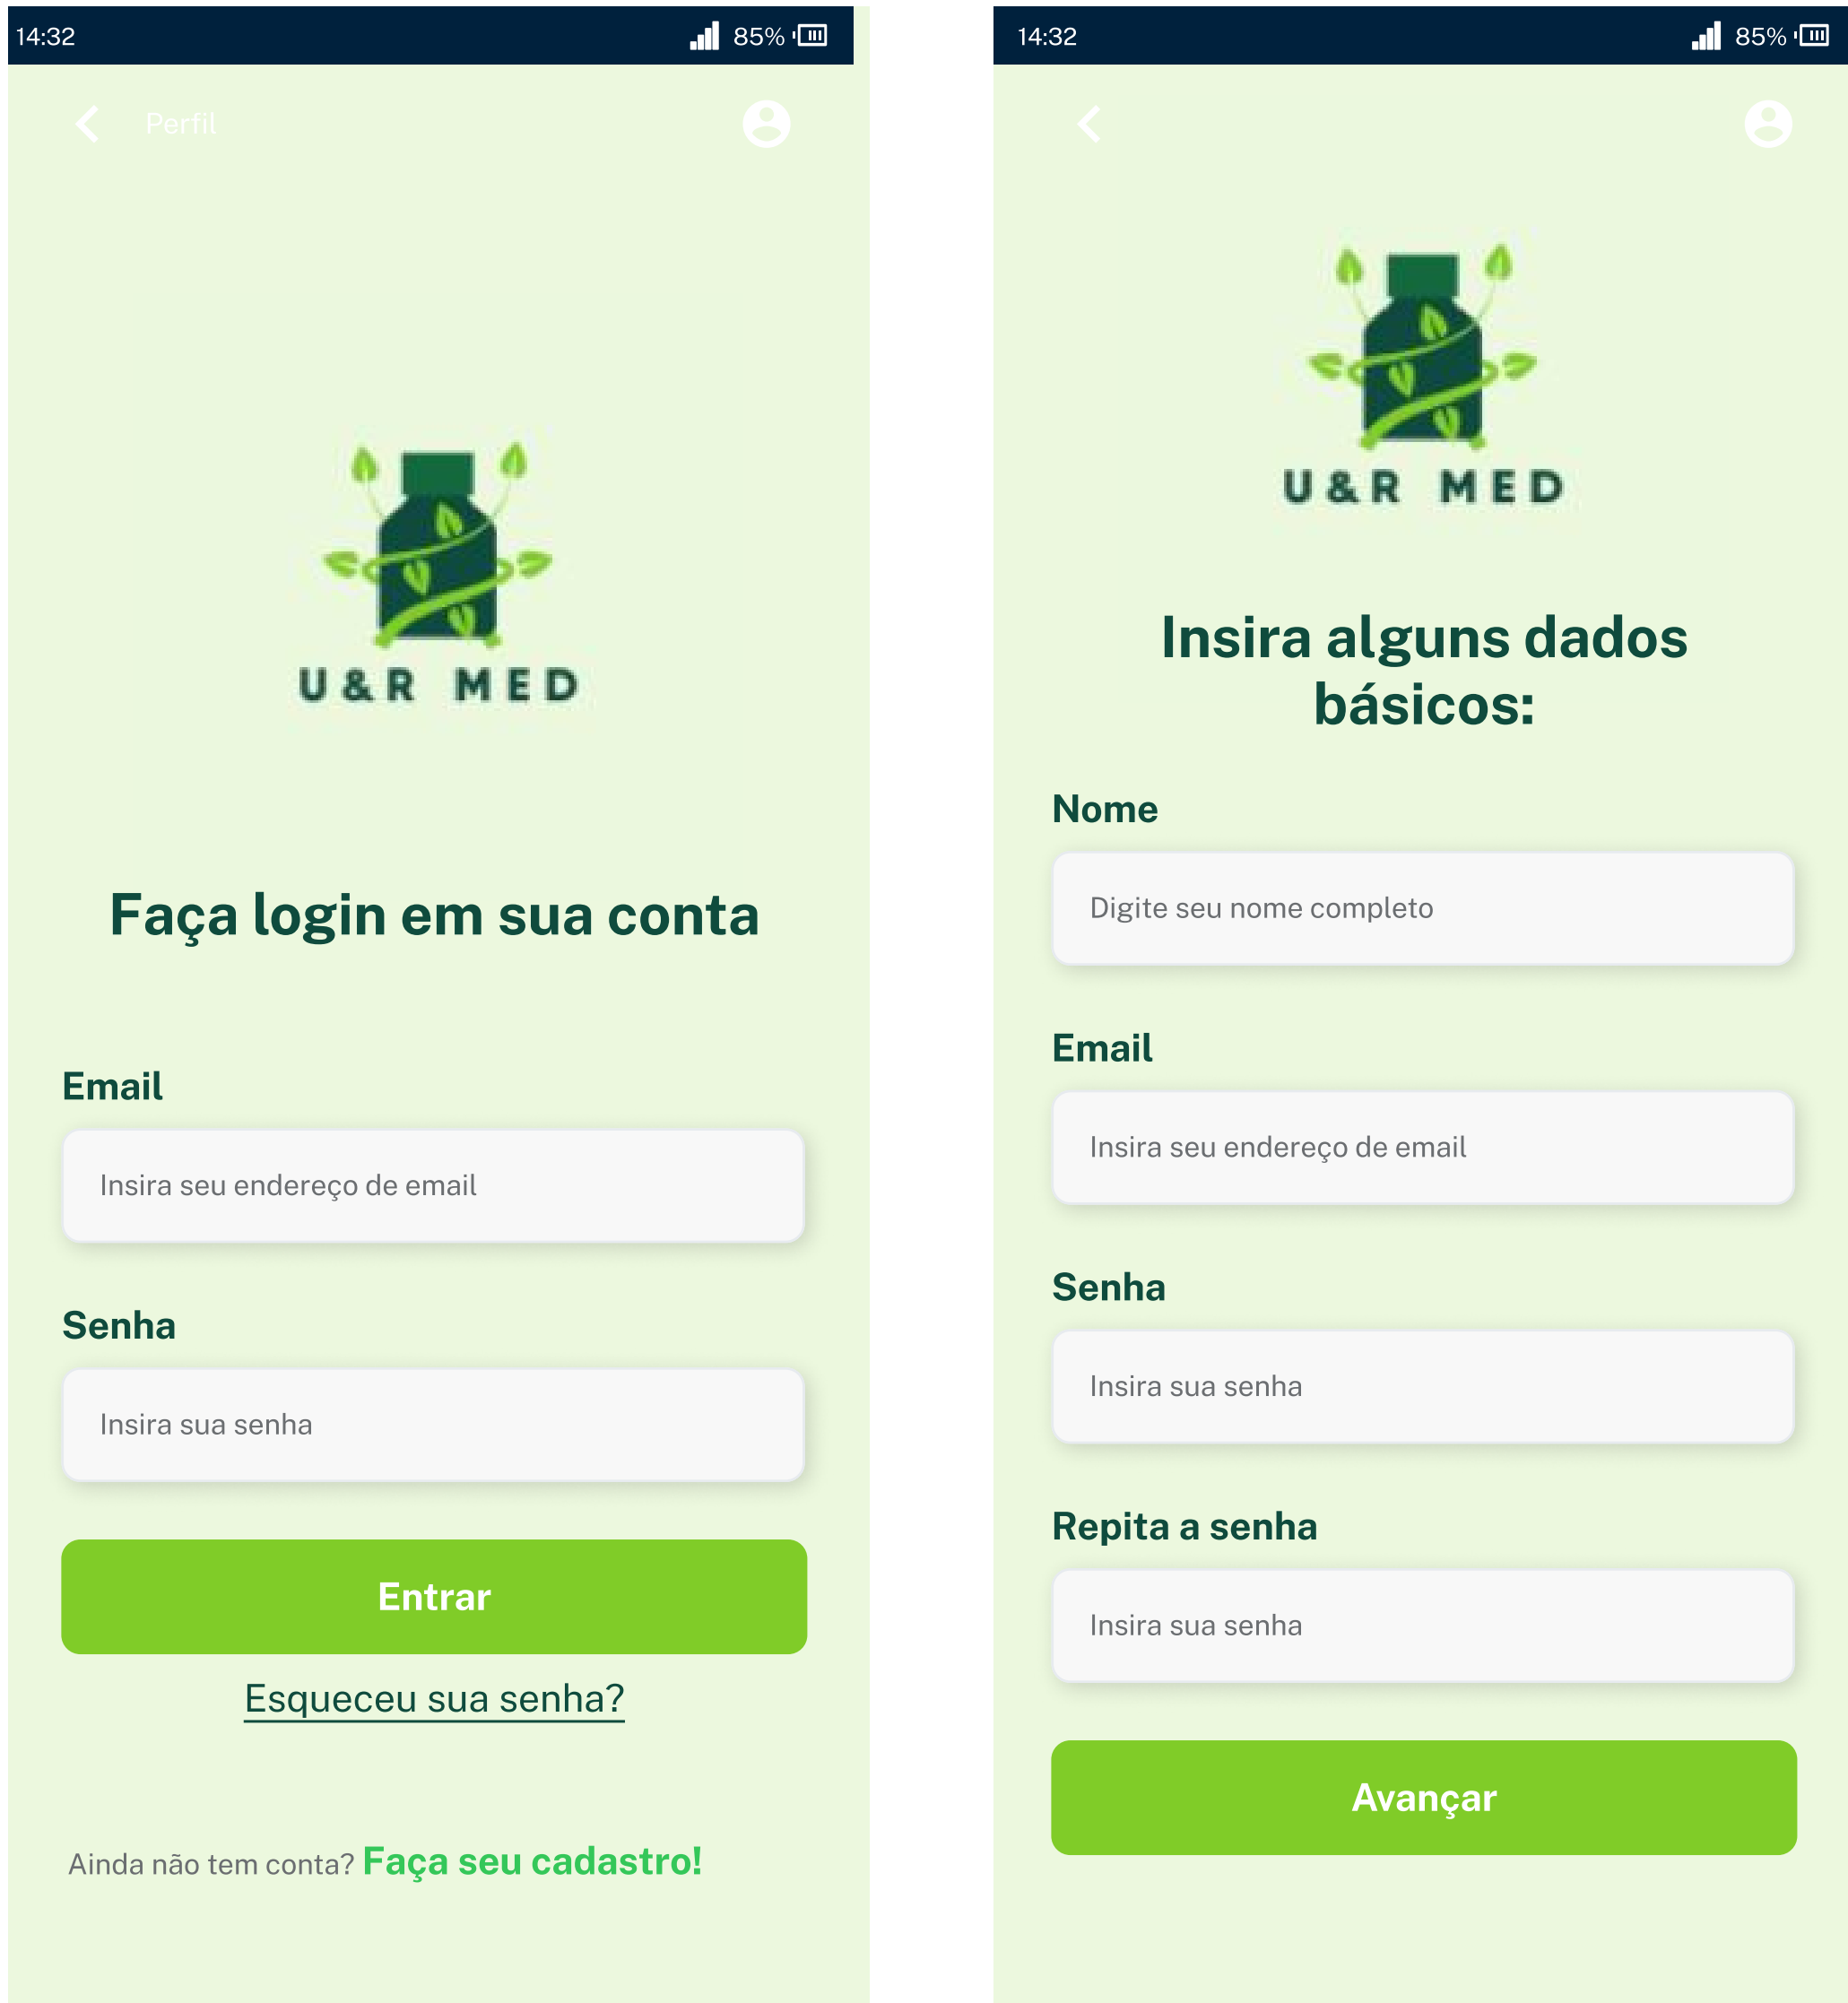 14:32
85%
Perfil
U&R MED
Faça login em sua conta
Email
Insira seu endereço de email
Senha
Insira sua senha
Entrar
Esqueceu sua senha?
Ainda não tem conta? Faça seu cadastro!
14:32
85%
U&R MED
Insira alguns dados
básicos:
Nome
Digite seu nome completo
Email
Insira seu endereço de email
Senha
Insira sua senha
Repita a senha
Insira sua senha
Avançar